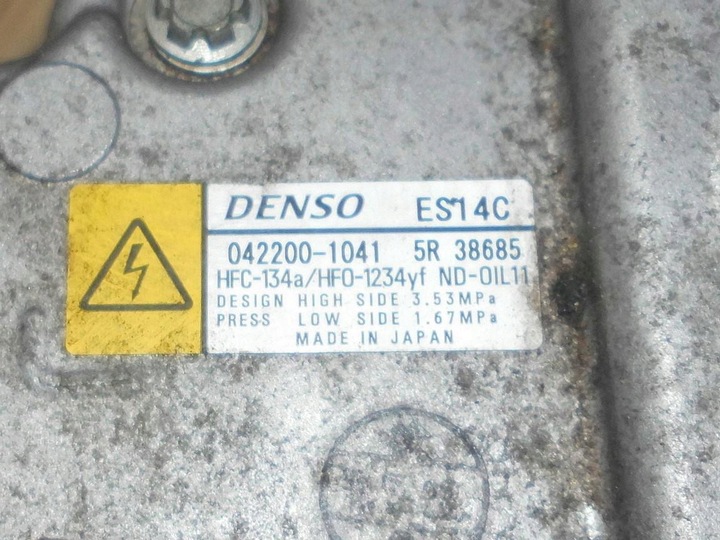 DENSO ES14C
042200-1041 5R 38685
HFC-134a/HFO-1234yf ND-OIL11
DESIGN HIGH SIDE 3.53MPa
PRESS LOW SIDE 1.67MPa
MADE IN JAPAN